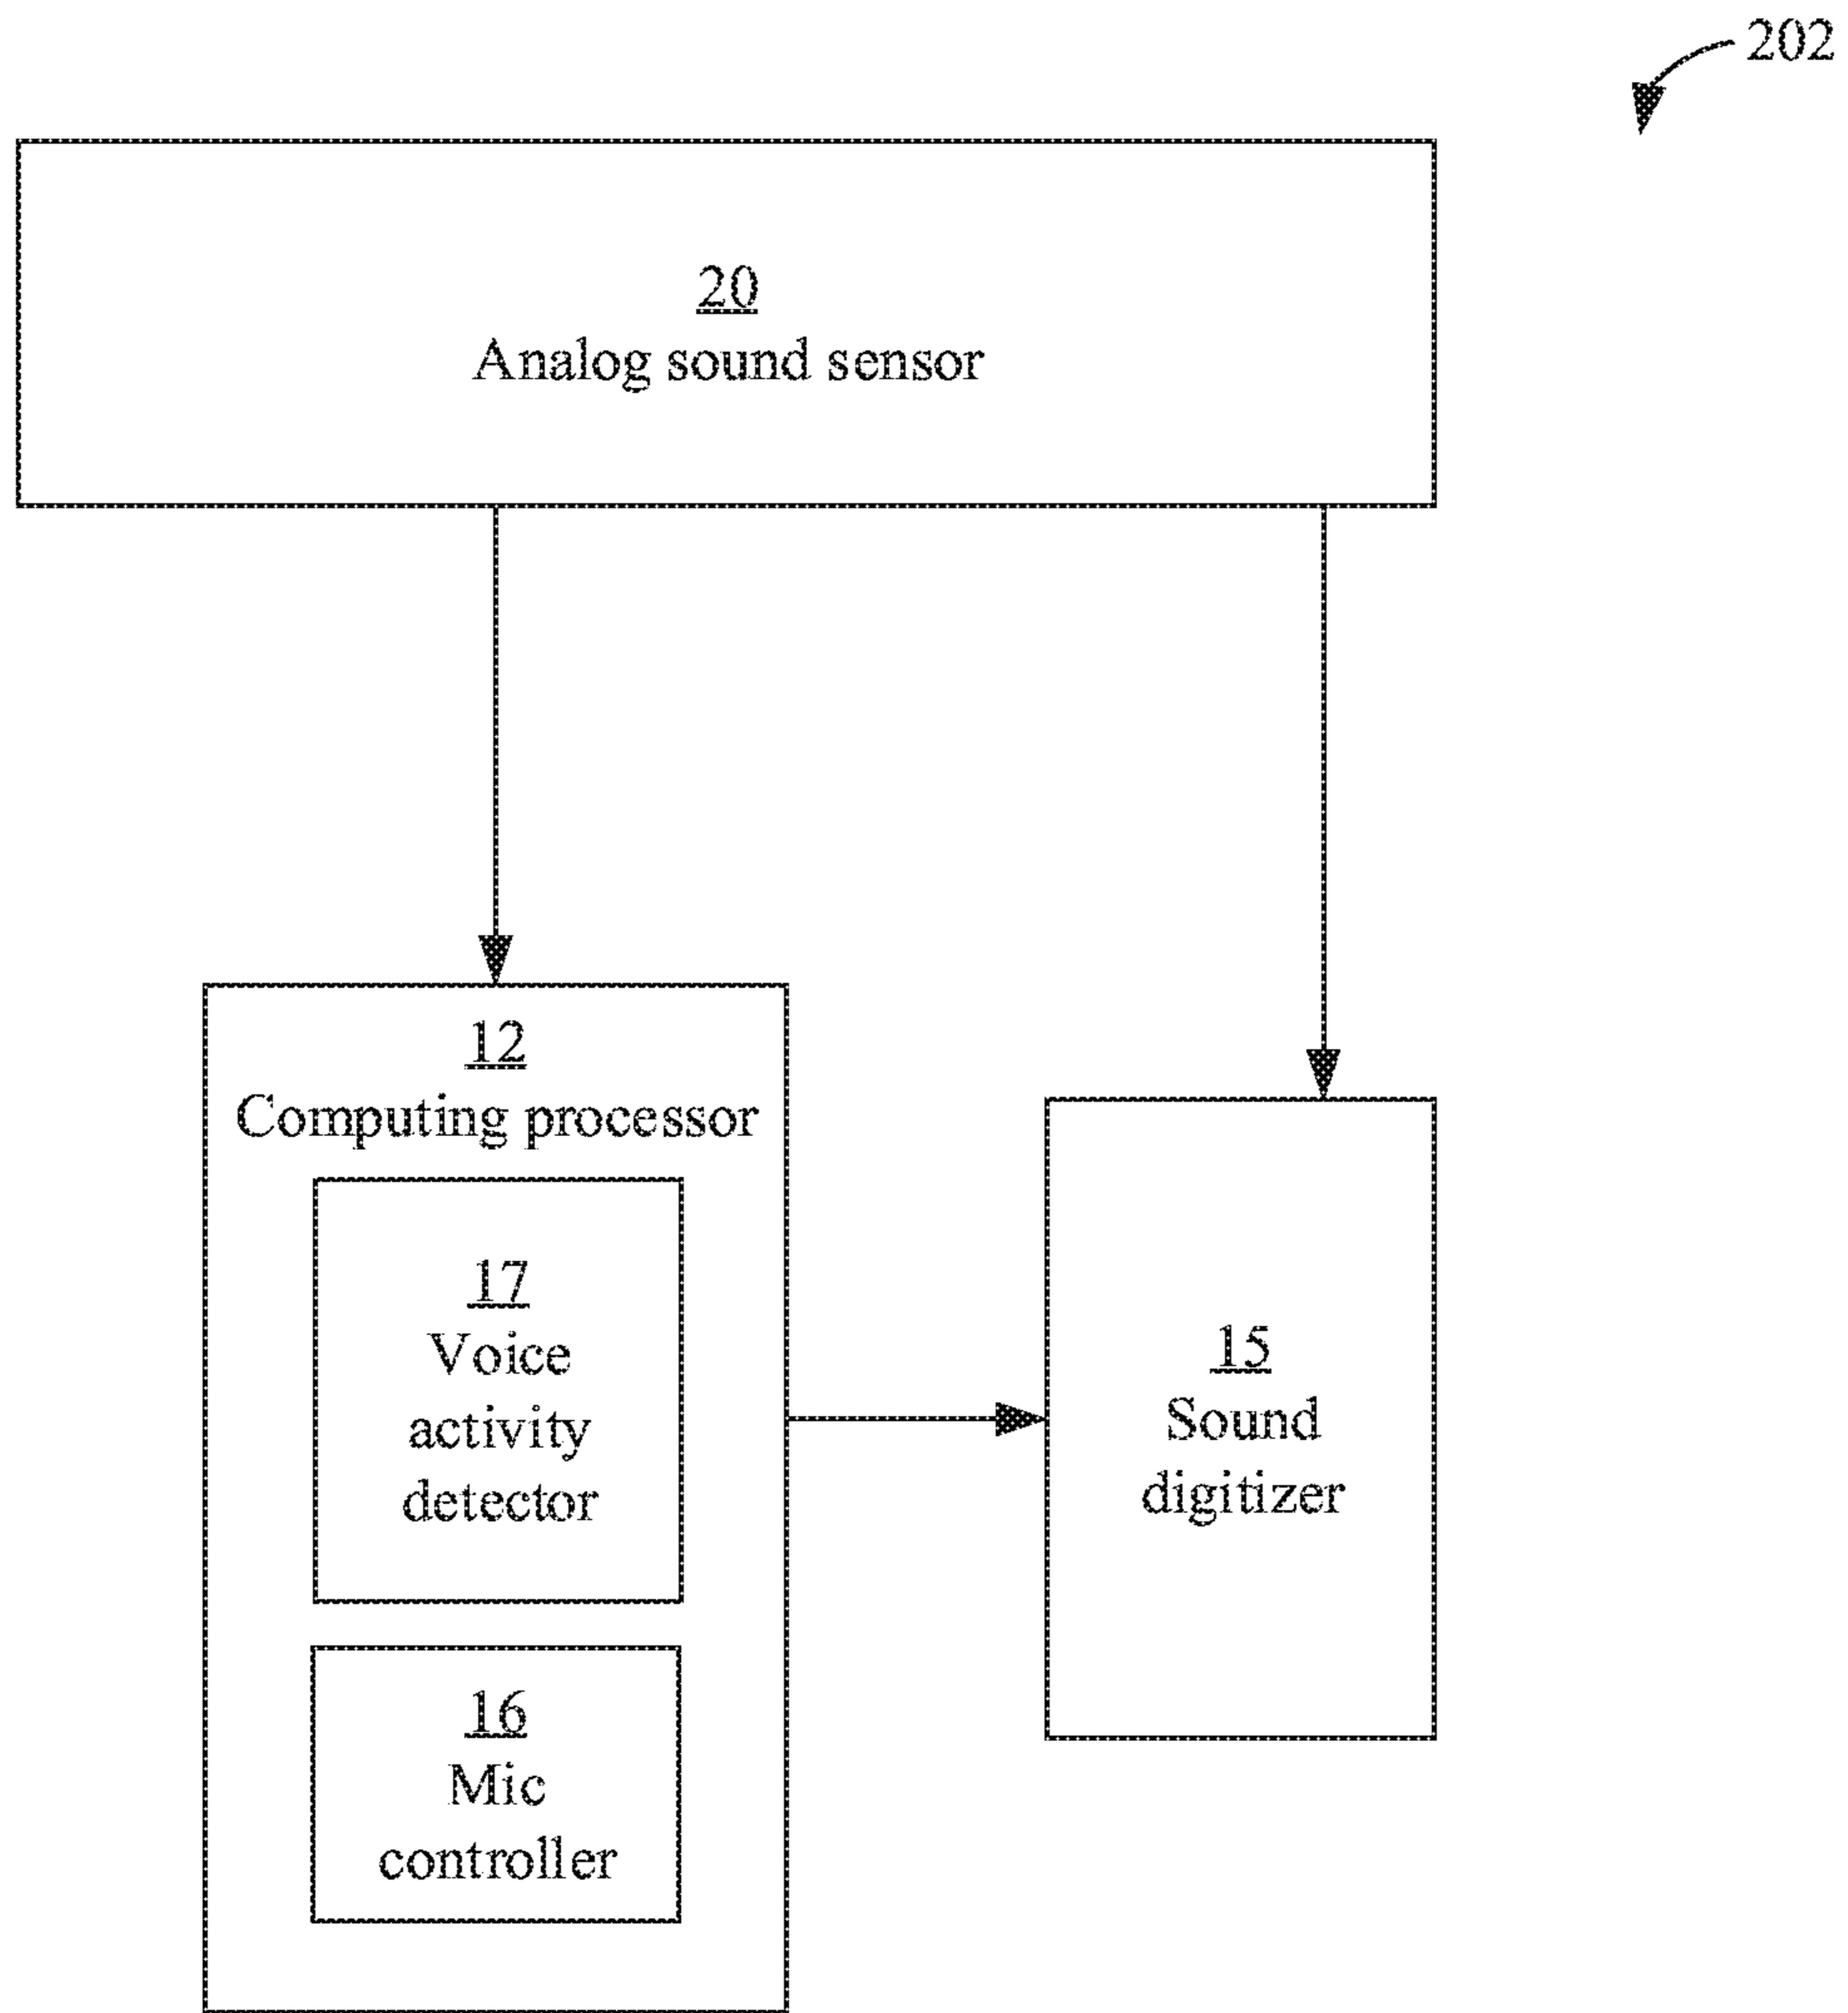 202
20
Analog sound sensor
12
Computing processor
17
Voice
activity
detector
15
Sound
digitizer
16
Mic
controller